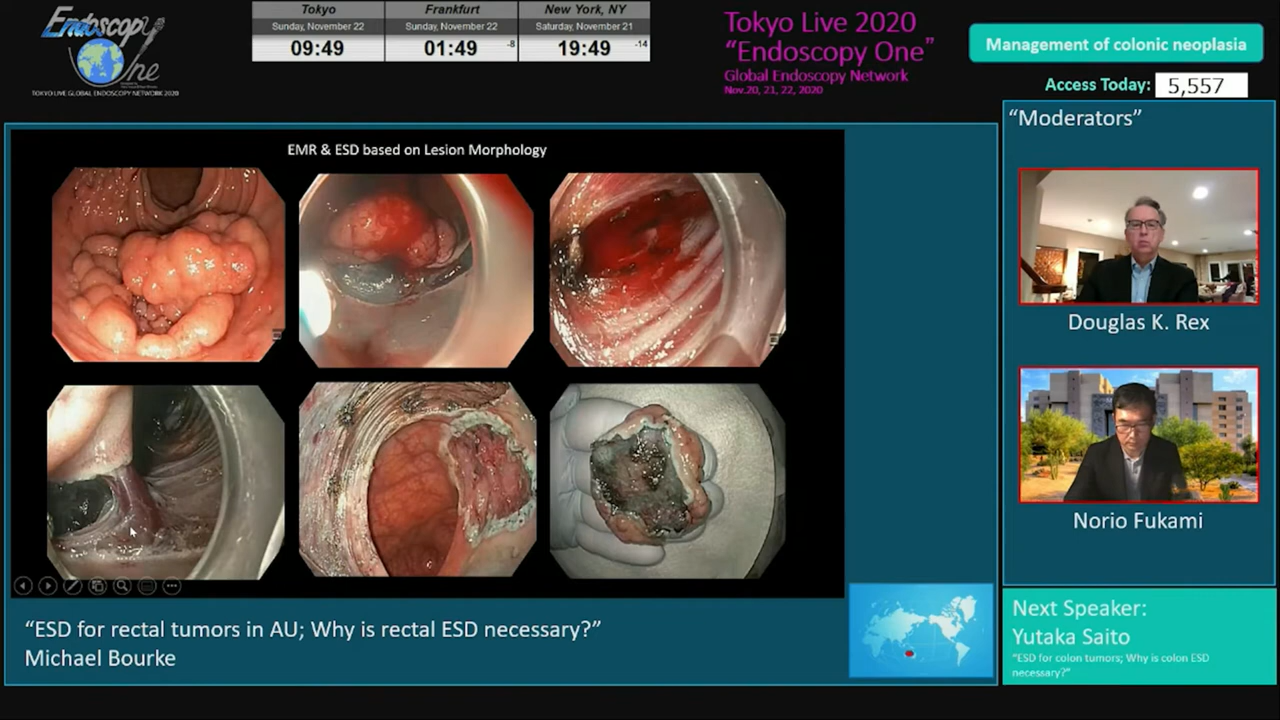 Endoscopy
One
TOKYO LIVE GLOBAL ENDOSCOPY NETWORK 2020
Tokyo
Sunday, November 22
09:49
Frankfurt
Sunday, November 22
01:49
-8
New York, NY
Saturday, November 21
19:49
-14
Tokyo Live 2020
“Endoscopy One”
Global Endoscopy Network
Nov.20, 21, 22, 2020
Management of colonic neoplasia
Access Today:
5,557
EMR & ESD based on Lesion Morphology
“Moderators”
Douglas K. Rex
Norio Fukami
“ESD for rectal tumors in AU; Why is rectal ESD necessary?”
Michael Bourke
Next Speaker:
Yutaka Saito
“ESD for colon tumors; Why is colon ESD
necessary?”